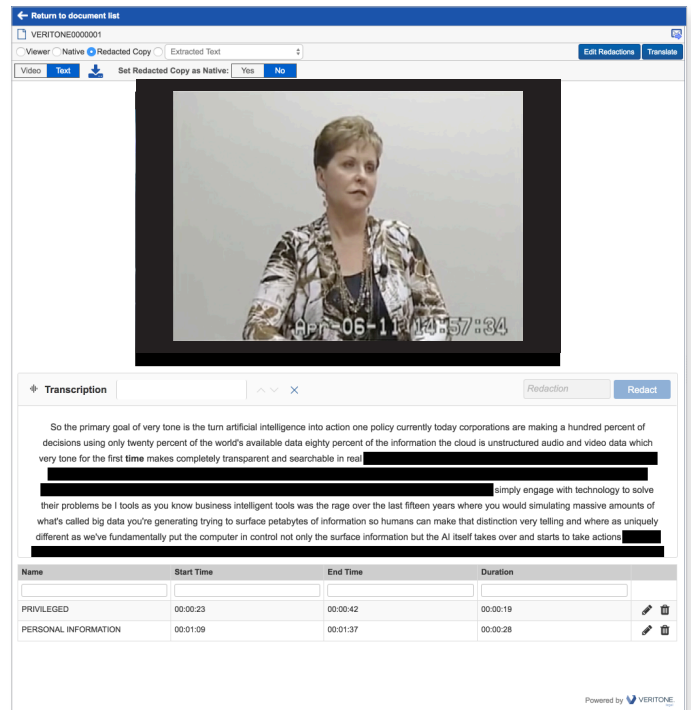 Return to document list
VERITONE0000001
Viewer Native Redacted Copy Extracted Text Edit Redactions Translate
Video Text Set Redacted Copy as Native: Yes No
Apr-06-11 14:57:34
Transcription Redaction Redact
So the primary goal of very tone is the turn artificial intelligence into action one policy currently today corporations are making a hundred percent of
decisions using only twenty percent of the world's available data eighty percent of the information the cloud is unstructured audio and video data which
very tone for the first time makes completely transparent and searchable in real
simply engage with technology to solve
their problems be I tools as you know business intelligent tools was the rage over the last fifteen years where you would simulating massive amounts of
what's called big data you're generating trying to surface petabytes of information so humans can make that distinction very telling and where as uniquely
different as we've fundamentally put the computer in control not only the surface information but the AI itself takes over and starts to take actions
Name Start Time End Time Duration
PRIVILEGED 00:00:23 00:00:42 00:00:19
PERSONAL INFORMATION 00:01:09 00:01:37 00:00:28
Powered by VERITONE